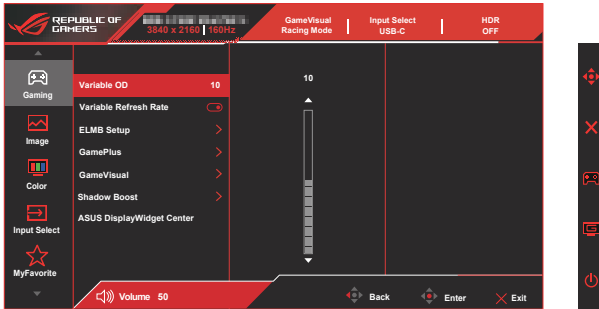 REPUBLIC OF
GAMERS
3840 x 2160 160Hz
GameVisual
Racing Mode
Input Select
USB-C
HDR
OFF
Gaming
Image
Color
Input Select
MyFavorite
Variable OD 10
Variable Refresh Rate
ELMB Setup
GamePlus
GameVisual
Shadow Boost
ASUS DisplayWidget Center
10
Volume 50
Back
Enter
Exit